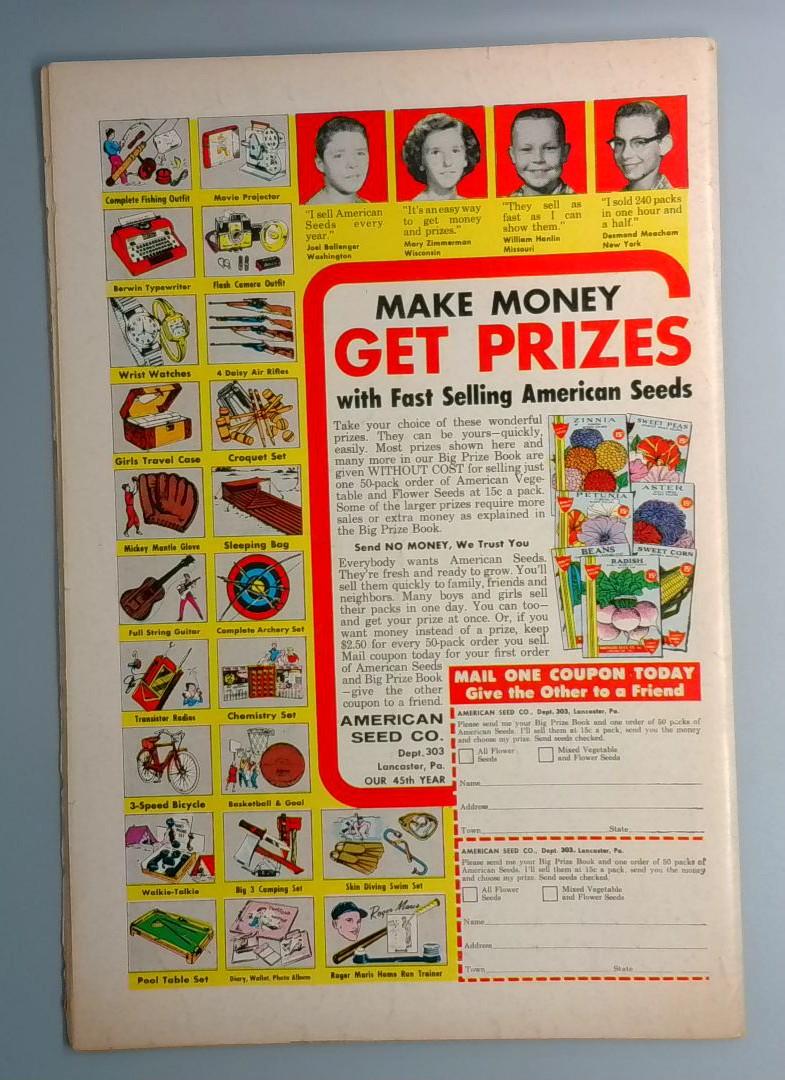 Complete Fishing Outfit
Movie Projector
Berwin Typewriter
Flash Camera Outfit
Wrist Watches
4 Daisy Air Rifles
Girls Travel Case
Croquet Set
Mickey Mantle Glove
Sleeping Bag
Full String Guitar
Complete Archery Set
Transistor Radios
Chemistry Set
3-Speed Bicycle
Basketball & Goal
Walkie-Talkie
Big 3 Camping Set
Skin Diving Swim Set
Pool Table Set
Diary, Wallet, Photo Album
Roger Maris
Roger Maris Home Run Trainer
"I sell American
Seeds every
year."
Joel Ballenger
Washington
"It's an easy way
to get money
and prizes."
Mary Zimmerman
Wisconsin
"They sell as
fast as I can
show them."
William Hanlin
Missouri
"I sold 240 packs
in one hour and
a half."
Desmond Meacham
New York
MAKE MONEY
GET PRIZES
with Fast Selling American Seeds
Take your choice of these wonderful
prizes. They can be yours—quickly,
easily. Most prizes shown here and
many more in our Big Prize Book are
given WITHOUT COST for selling just
one 50-pack order of American Vege-
table and Flower Seeds at 15c a pack.
Some of the larger prizes require more
sales or extra money as explained in
the Big Prize Book.
Send NO MONEY, We Trust You
Everybody wants American Seeds.
They're fresh and ready to grow. You'll
sell them quickly to family, friends and
neighbors. Many boys and girls sell
their packs in one day. You can too—
and get your prize at once. Or, if you
want money instead of a prize, keep
$2.50 for every 50-pack order you sell.
Mail coupon today for your first order
of American Seeds
and Big Prize Book
—give the other
coupon to a friend.
AMERICAN
SEED CO.
Dept. 303
Lancaster, Pa.
OUR 45th YEAR
ZINNIA
15¢
SWEET PEAS
15¢
PETUNIA
15¢
ASTER
15¢
BEANS
SWEET CORN
RADISH
15¢
MAIL ONE COUPON TODAY
Give the Other to a Friend
AMERICAN SEED CO., Dept. 303, Lancaster, Pa.
Please send me your Big Prize Book and one order of 50 packs of
American Seeds. I'll sell them at 15c a pack, send you the money
and choose my prize. Send seeds checked.
All Flower
Seeds
Mixed Vegetable
and Flower Seeds
Name
Address
Town State
AMERICAN SEED CO., Dept. 303, Lancaster, Pa.
Please send me your Big Prize Book and one order of 50 packs of
American Seeds. I'll sell them at 15c a pack, send you the money
and choose my prize. Send seeds checked.
All Flower
Seeds
Mixed Vegetable
and Flower Seeds
Name
Address
Town State